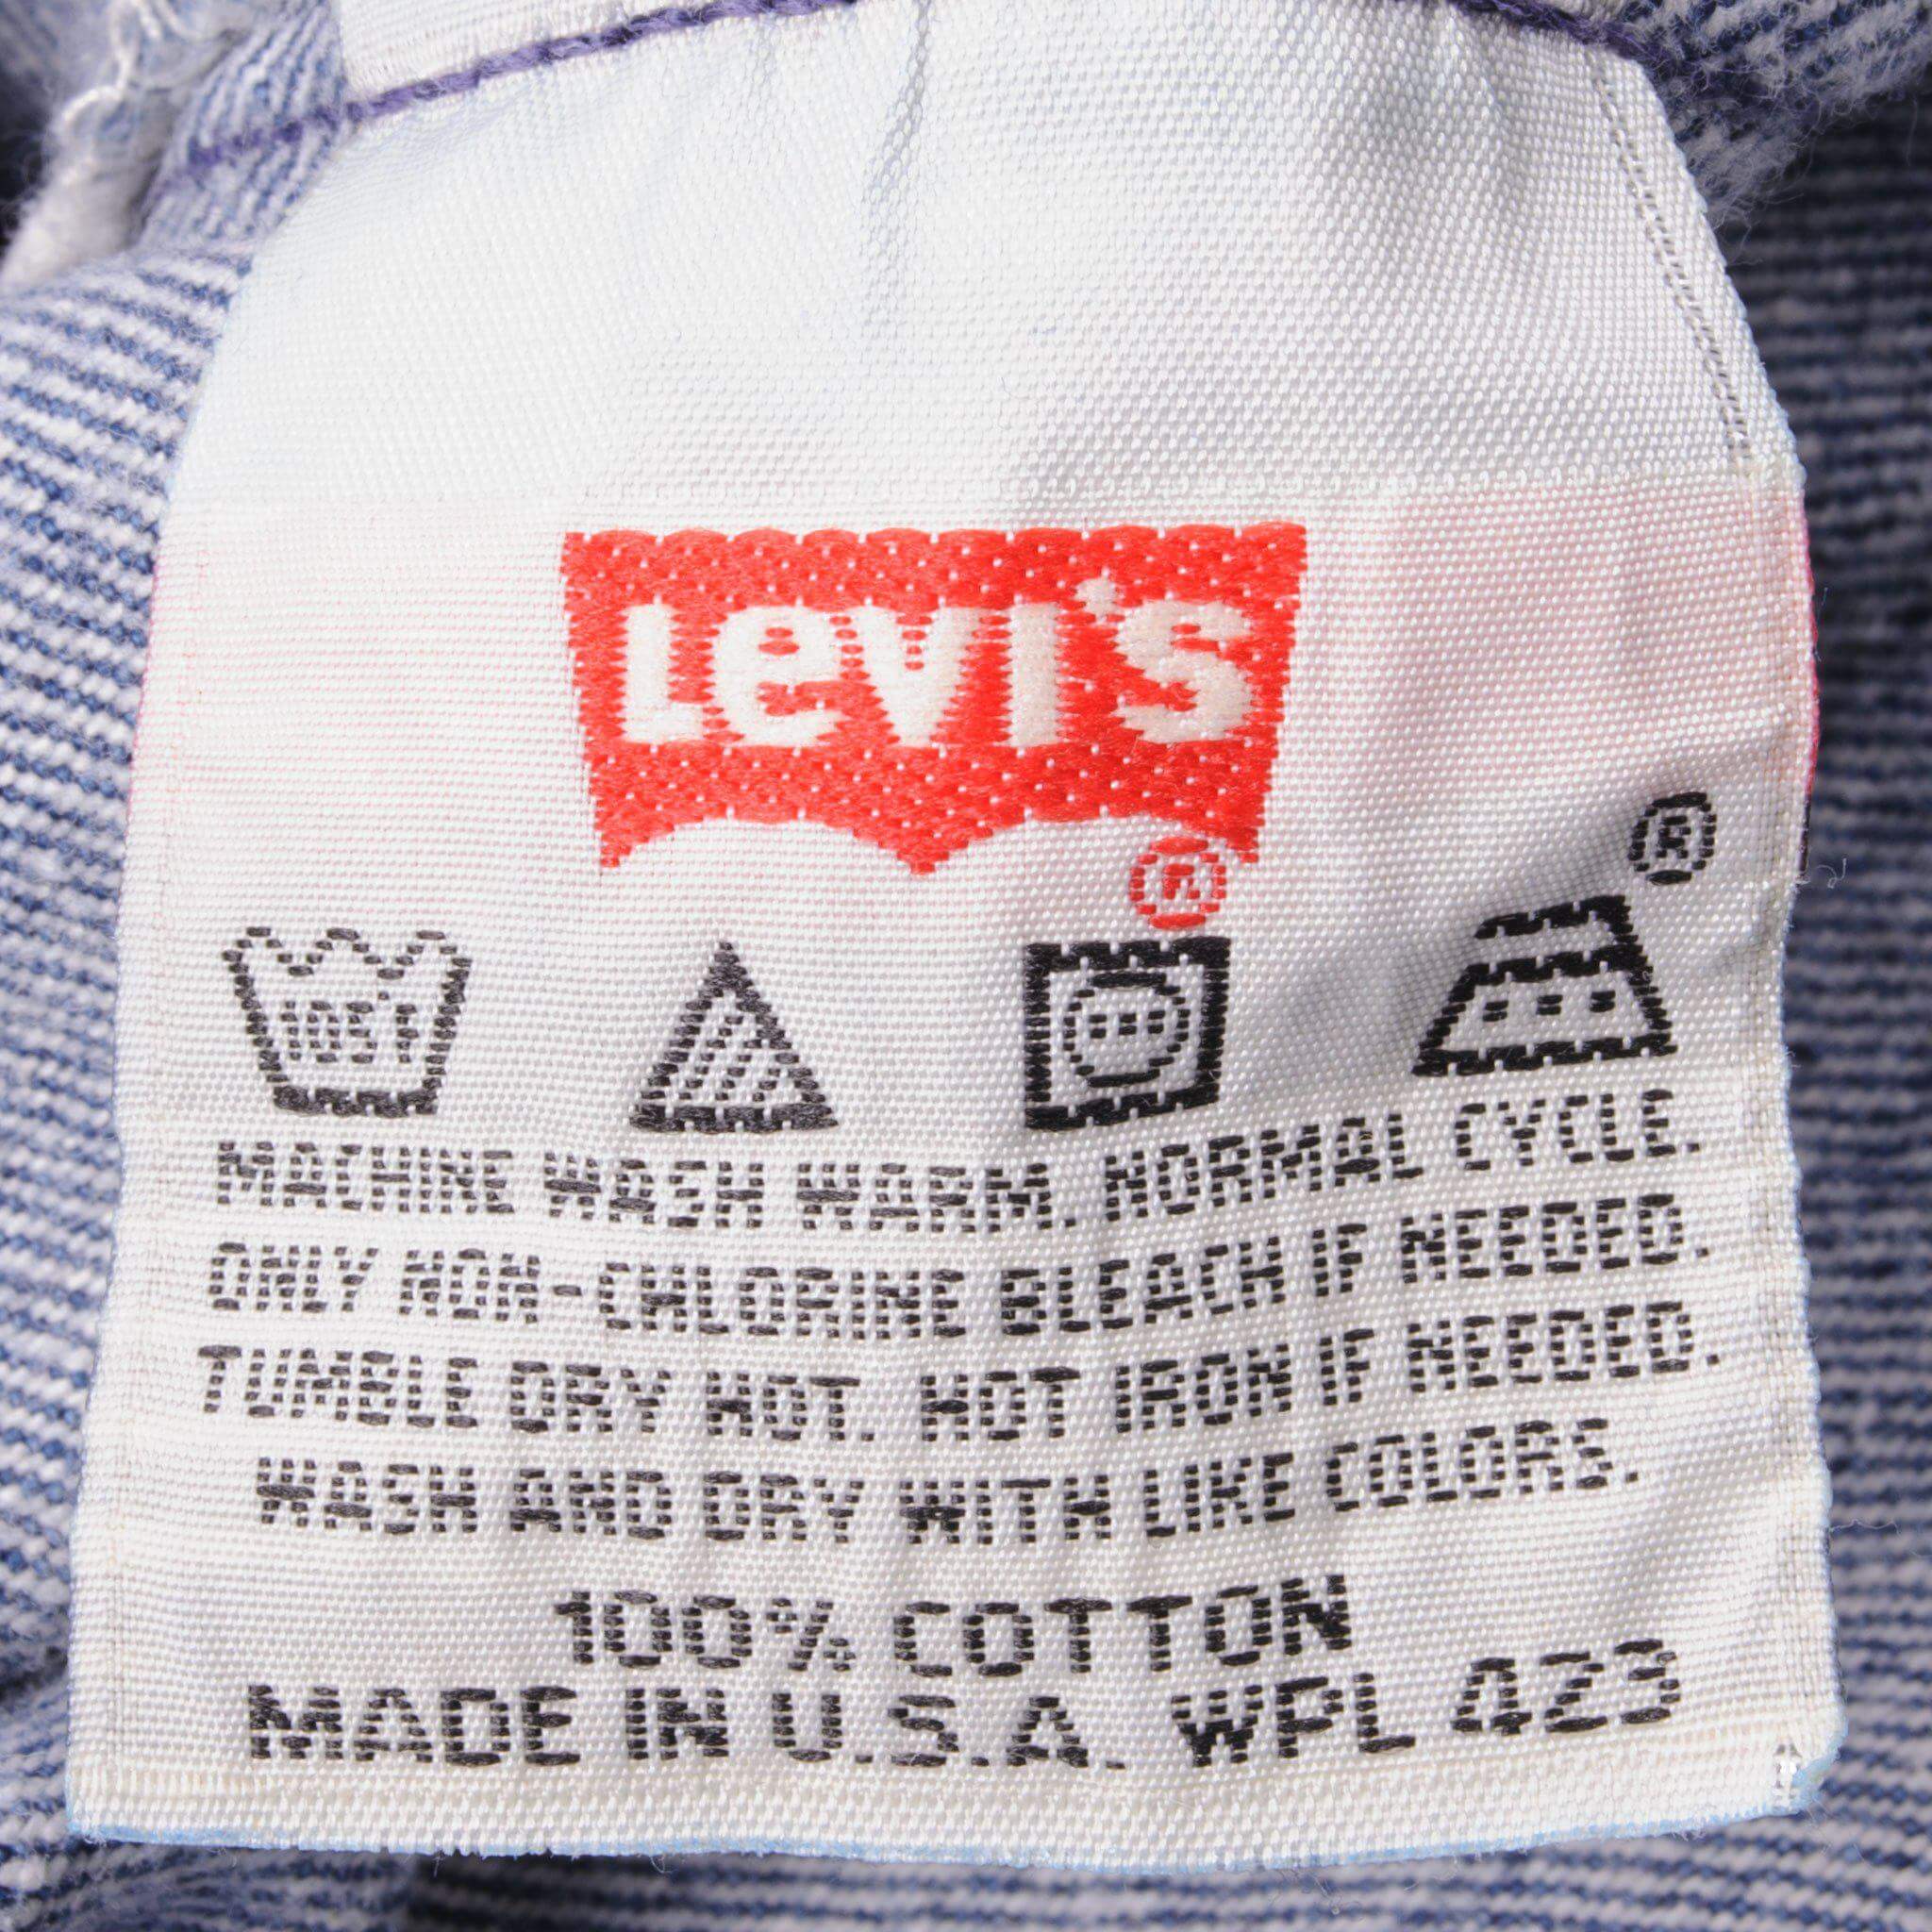 Levi's
®
®
105°F
MACHINE WASH WARM. NORMAL CYCLE.
ONLY NON-CHLORINE BLEACH IF NEEDED.
TUMBLE DRY HOT. HOT IRON IF NEEDED.
WASH AND DRY WITH LIKE COLORS.
100% COTTON
MADE IN U.S.A. WPL 423